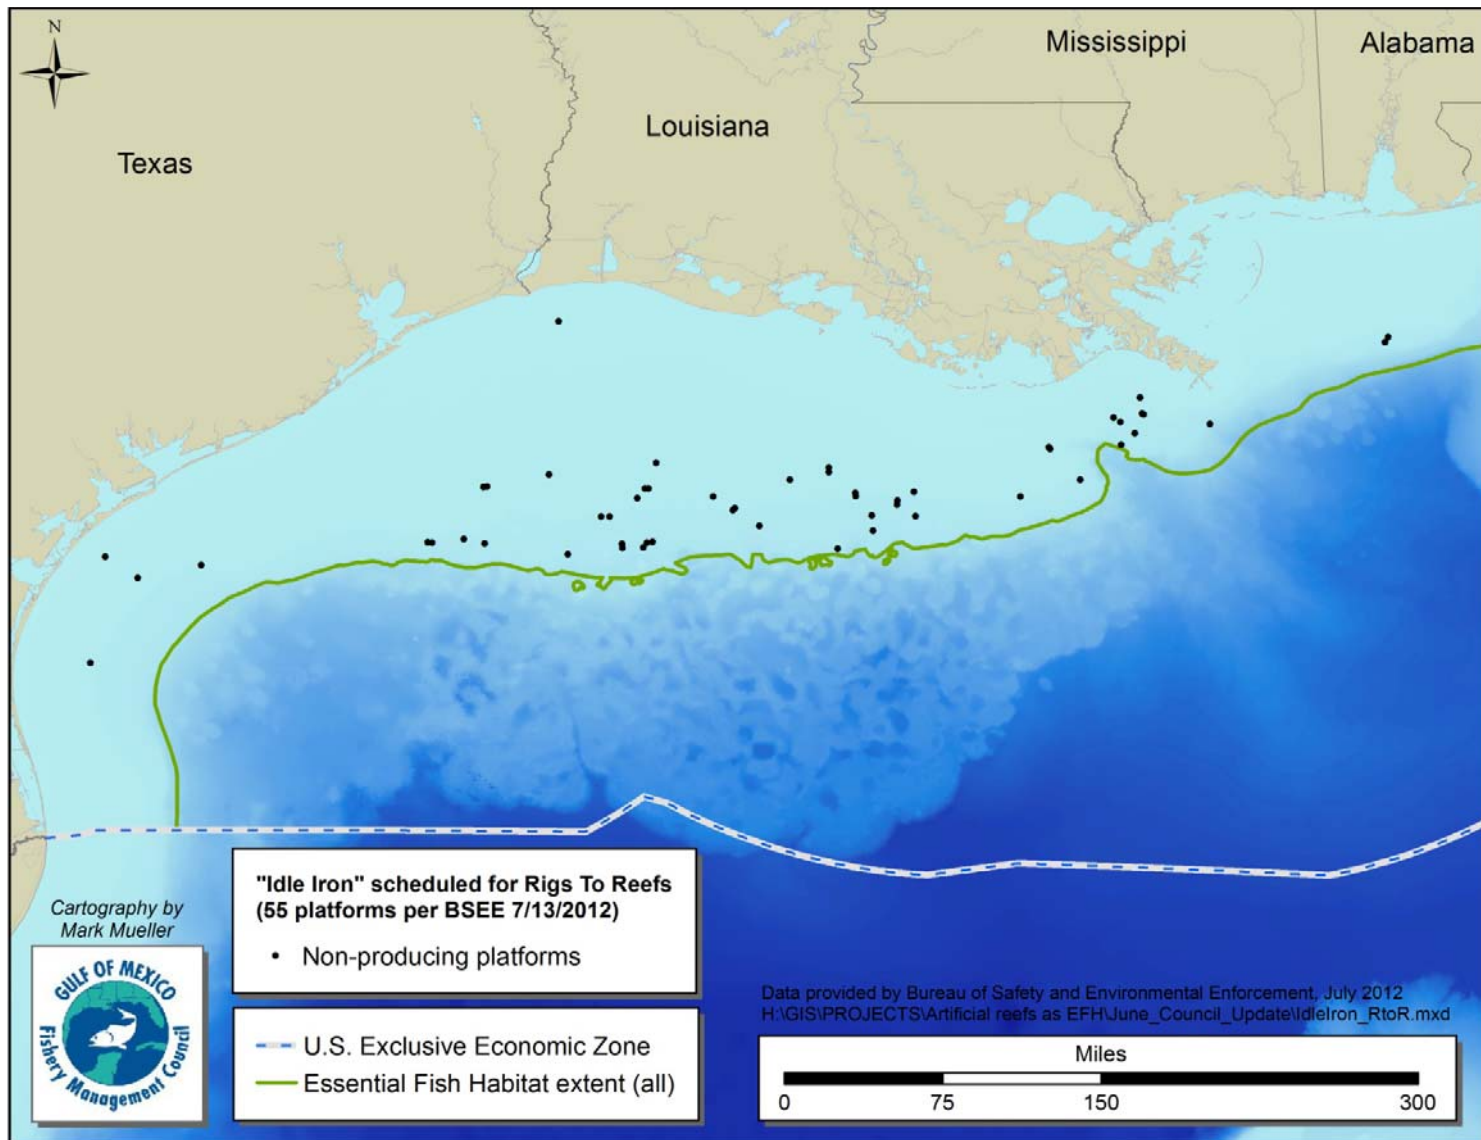 N
Mississippi
Alabama
Louisiana
Texas
"Idle Iron" scheduled for Rigs To Reefs
(55 platforms per BSEE 7/13/2012)
Non-producing platforms
Cartography by
Mark Mueller
GULF OF MEXICO
Fishery Management Council
U.S. Exclusive Economic Zone
Essential Fish Habitat extent (all)
Data provided by Bureau of Safety and Environmental Enforcement, July 2012
H:\GIS\PROJECTS\Artificial reefs as EFH\June_Council_Update\IdleIron_RtoR.mxd
Miles
0 75 150 300